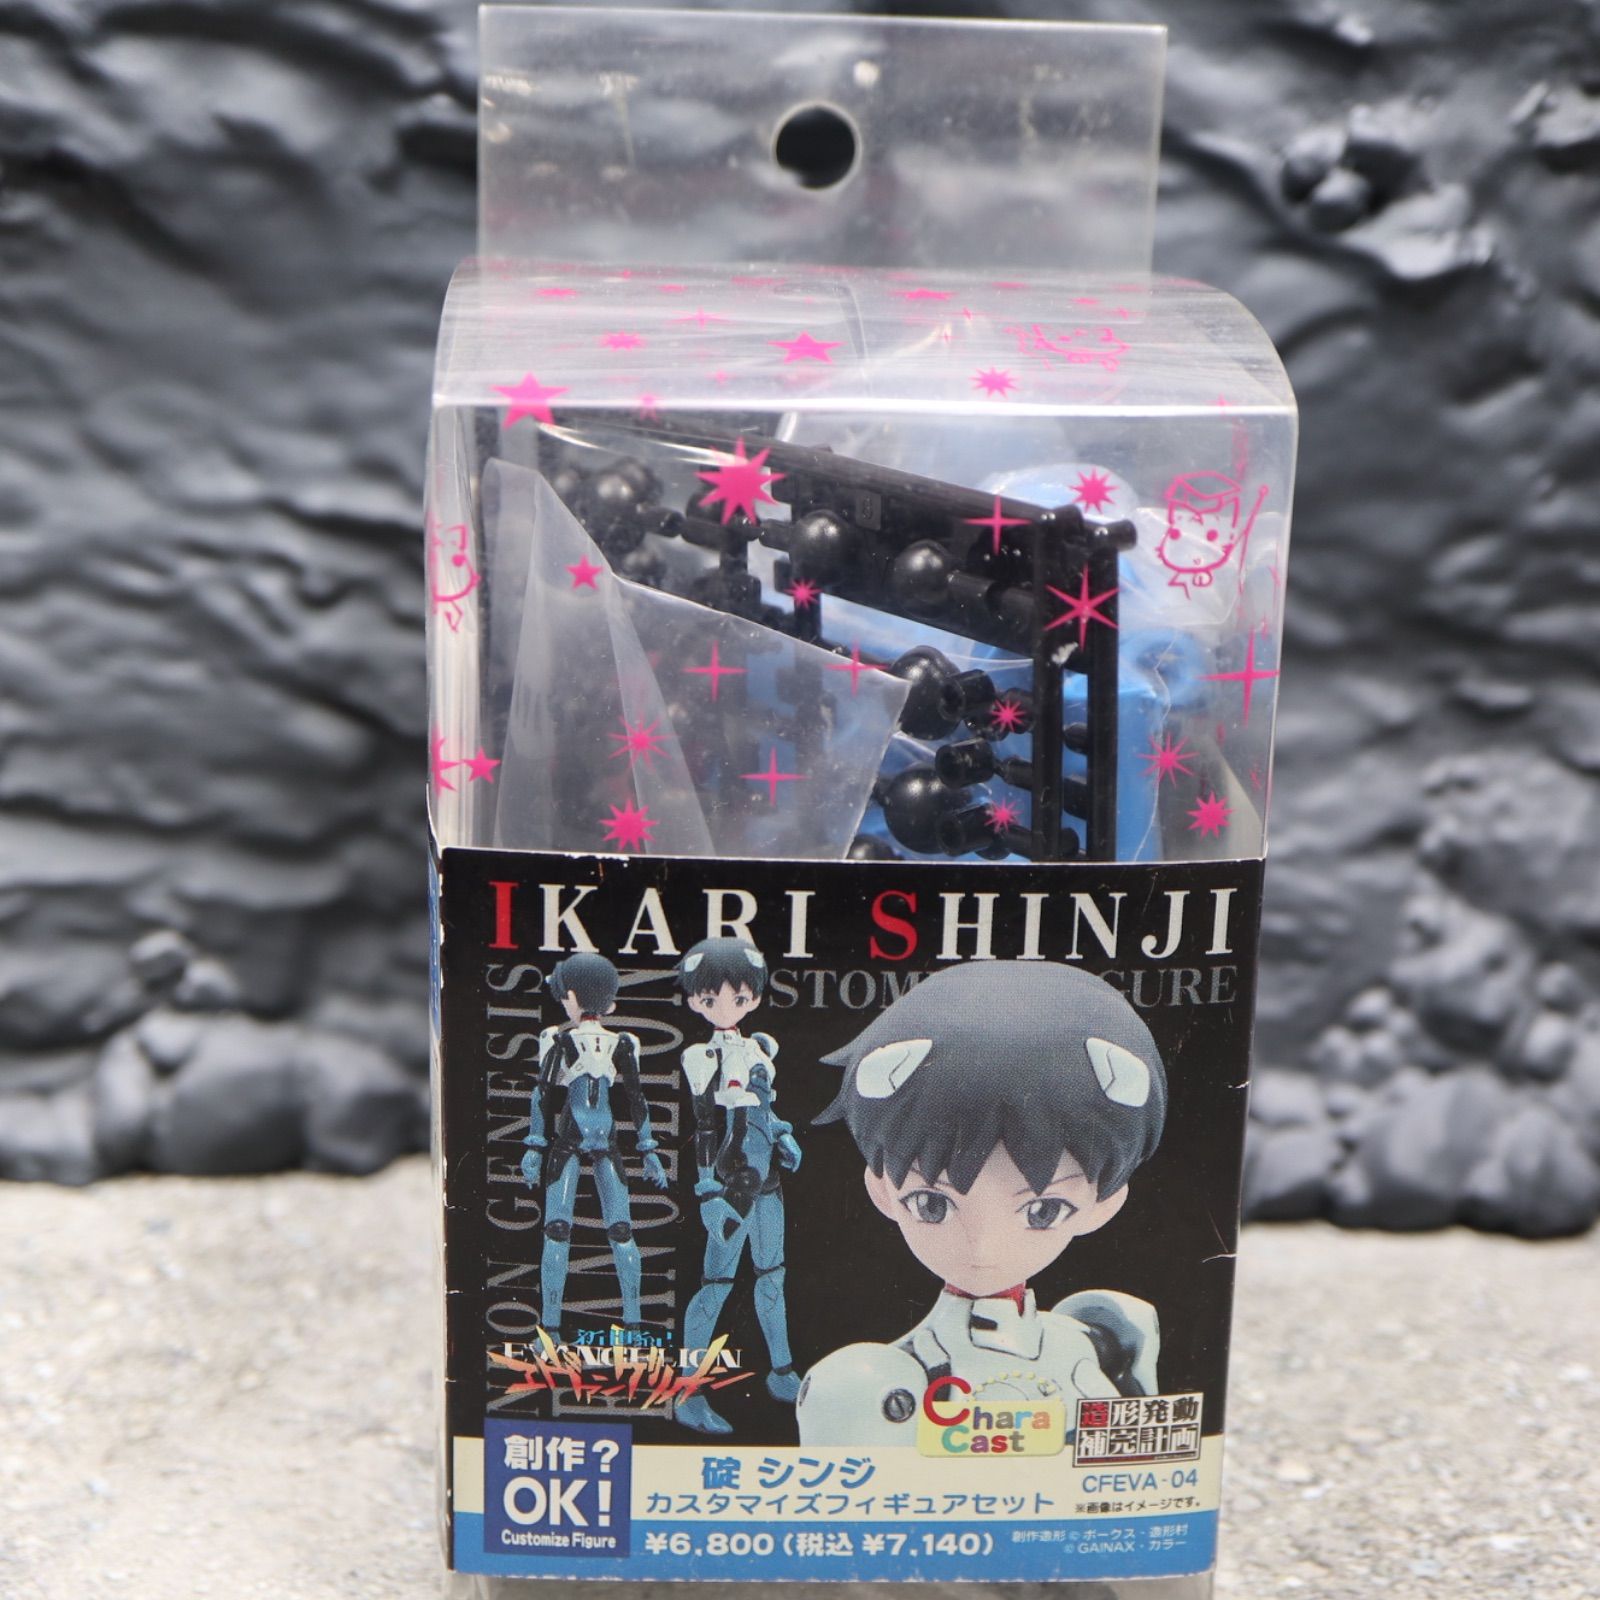 IKARI SHINJI
NEON GENESIS
EVANGELION
新世紀
EVANGELION
エヴァンゲリオン
Chara
Cast
造形発動
補完計画
CFEVA-04
※画像はイメージです。
創作？
OK!
Customize Figure
碇 シンジ
カスタマイズフィギュアセット
¥6,800(税込 ¥7,140)
創作造形©ボークス・造形村
©GAINAX・カラー